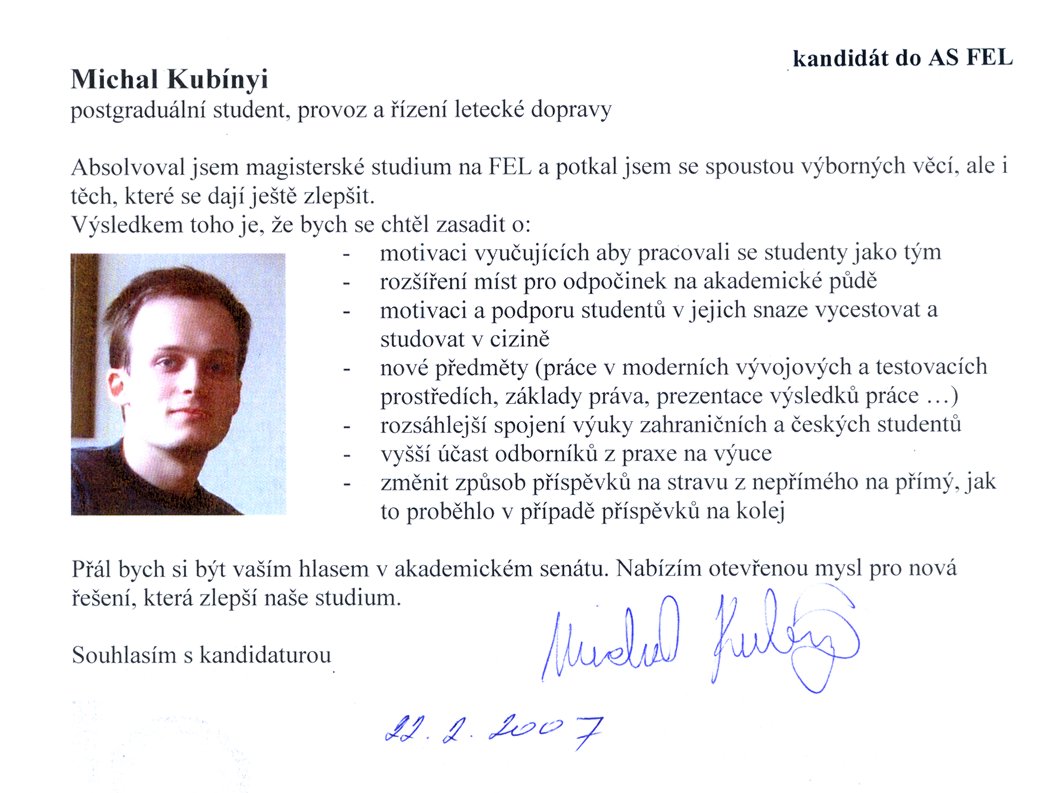 kandidát do AS FEL
Michal Kubínyi
postgraduální student, provoz a řízení letecké dopravy
Absolvoval jsem magisterské studium na FEL a potkal jsem se spoustou výborných věcí, ale i
těch, které se dají ještě zlepšit.
Výsledkem toho je, že bych se chtěl zasadit o:
- motivaci vyučujících aby pracovali se studenty jako tým
- rozšíření míst pro odpočinek na akademické půdě
- motivaci a podporu studentů v jejich snaze vycestovat a
studovat v cizině
- nové předměty (práce v moderních vývojových a testovacích
prostředích, základy práva, prezentace výsledků práce …)
- rozsáhlejší spojení výuky zahraničních a českých studentů
- vyšší účast odborníků z praxe na výuce
- změnit způsob příspěvků na stravu z nepřímého na přímý, jak
to proběhlo v případě příspěvků na kolej
Přál bych si být vaším hlasem v akademickém senátu. Nabízím otevřenou mysl pro nová
řešení, která zlepší naše studium.
Michal Kubínyi
Souhlasím s kandidaturou
22. 2. 2007